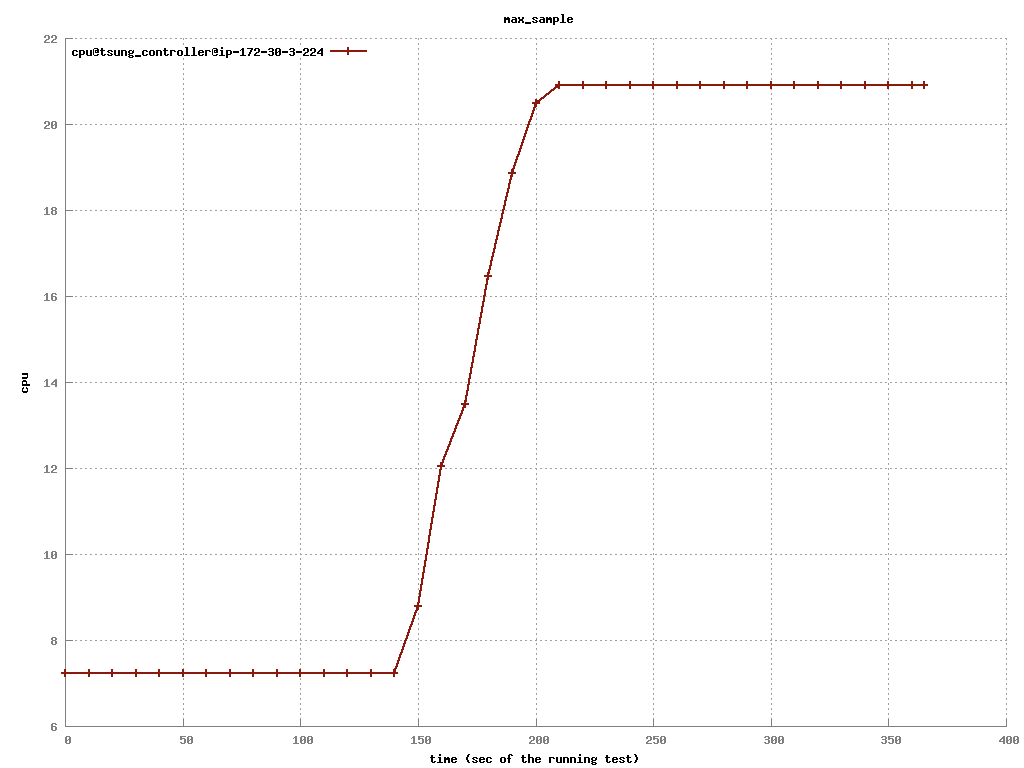 max_sample
cpu@tsung_controller@ip-172-30-3-224
22
20
18
16
14
12
10
8
6
cpu
0 50 100 150 200 250 300 350 400
time (sec of the running test)